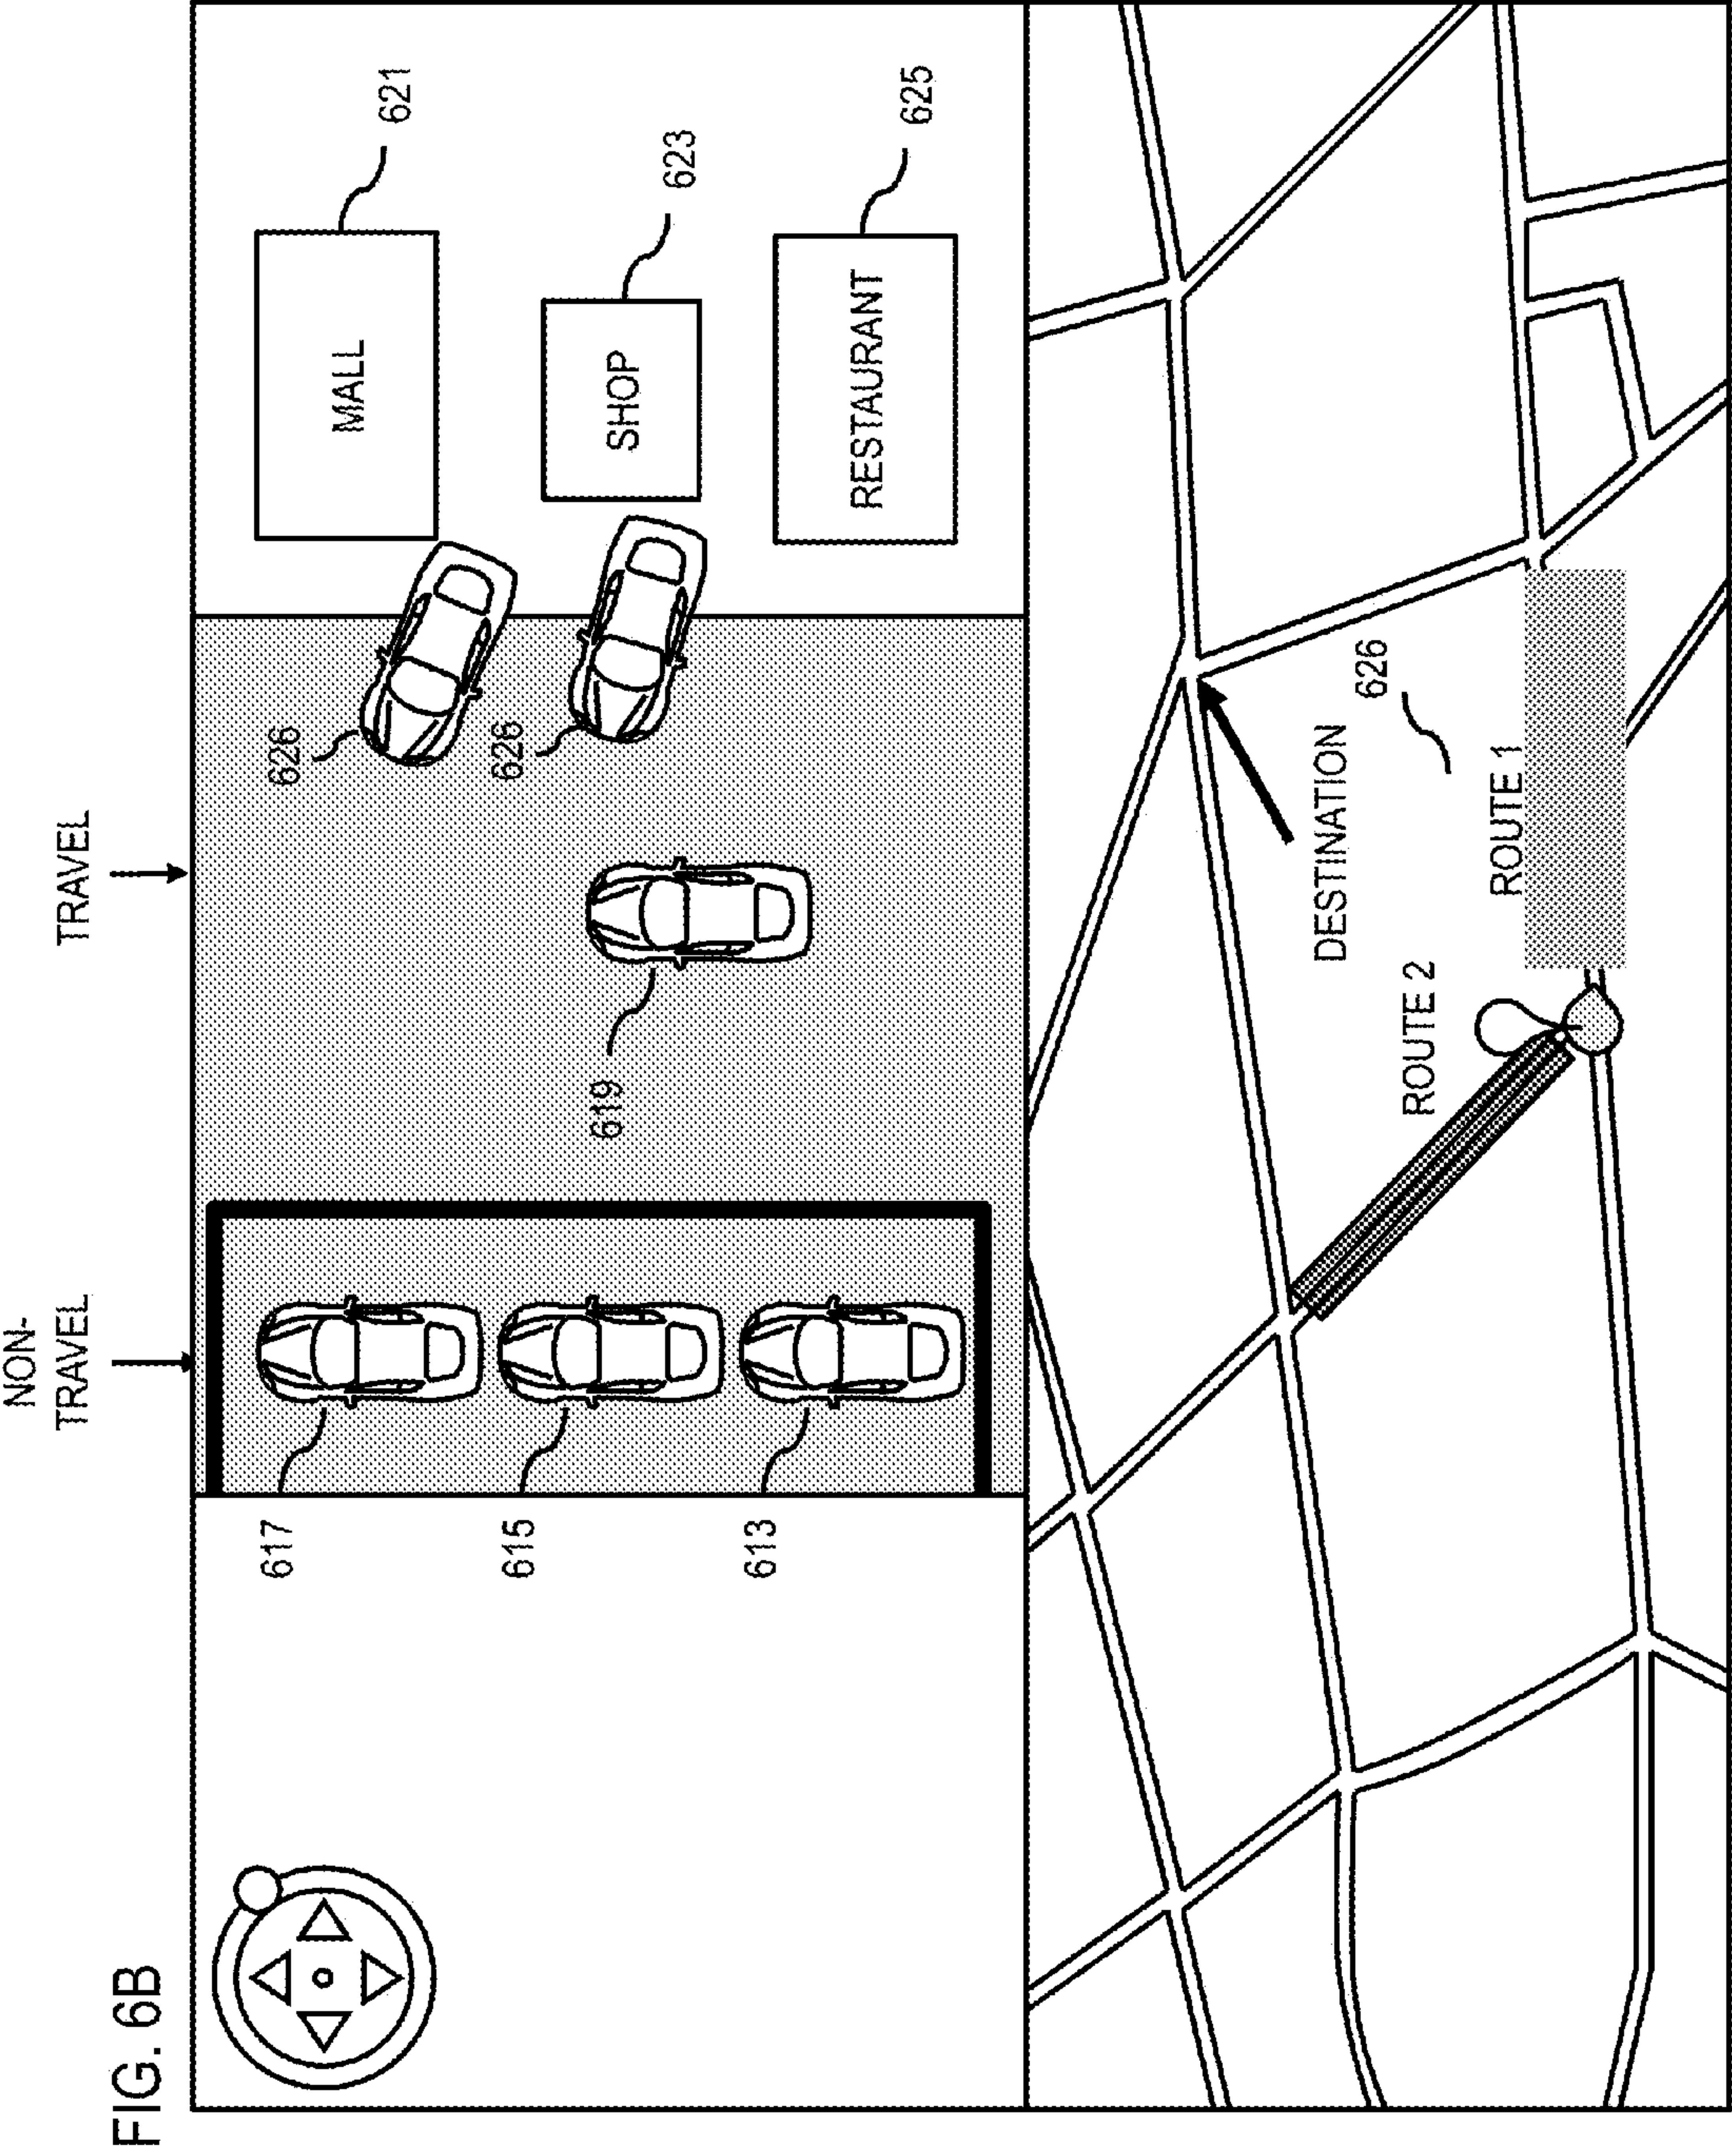 FIG. 6B
NON-
TRAVEL
TRAVEL
617
615
613
619
626
626
MALL
621
SHOP
623
RESTAURANT
625
ROUTE 2
DESTINATION
ROUTE 1
626